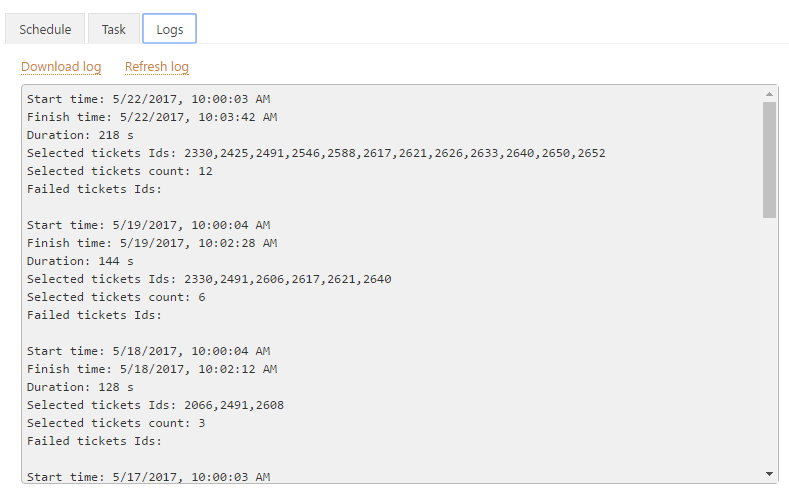 Schedule Task Logs
Download log Refresh log
Start time: 5/22/2017, 10:00:03 AM
Finish time: 5/22/2017, 10:03:42 AM
Duration: 218 s
Selected tickets Ids: 2330,2425,2491,2546,2588,2617,2621,2626,2633,2640,2650,2652
Selected tickets count: 12
Failed tickets Ids:
Start time: 5/19/2017, 10:00:04 AM
Finish time: 5/19/2017, 10:02:28 AM
Duration: 144 s
Selected tickets Ids: 2330,2491,2606,2617,2621,2640
Selected tickets count: 6
Failed tickets Ids:
Start time: 5/18/2017, 10:00:04 AM
Finish time: 5/18/2017, 10:02:12 AM
Duration: 128 s
Selected tickets Ids: 2066,2491,2608
Selected tickets count: 3
Failed tickets Ids:
Start time: 5/17/2017, 10:00:03 AM